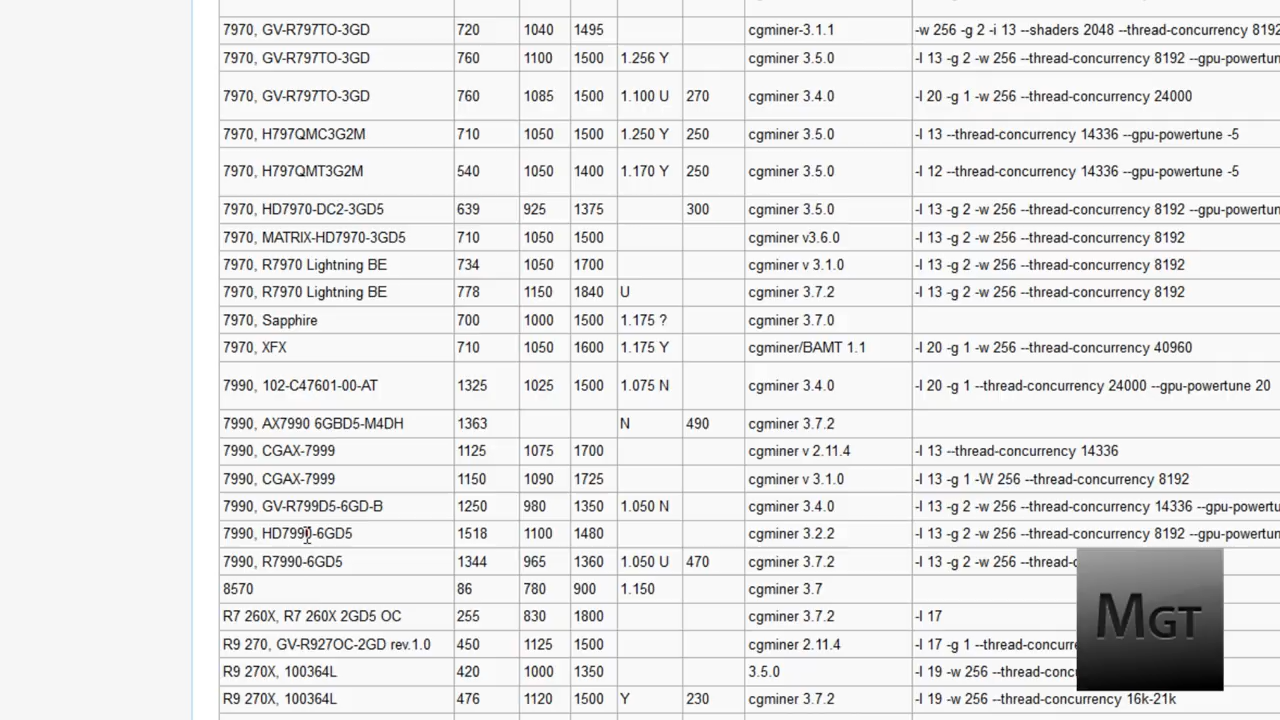 7970, GV-R797TO-3GD 720 1040 1495 cgminer-3.1.1 -w 256 -g 2 -i 13 --shaders 2048 --thread-concurrency 8192
7970, GV-R797TO-3GD 760 1100 1500 1.256 Y cgminer 3.5.0 -I 13 -g 2 -w 256 --thread-concurrency 8192 --gpu-powertun
7970, GV-R797TO-3GD 760 1085 1500 1.100 U 270 cgminer 3.4.0 -I 20 -g 1 -w 256 --thread-concurrency 24000
7970, H797QMC3G2M 710 1050 1500 1.250 Y 250 cgminer 3.5.0 -I 13 --thread-concurrency 14336 --gpu-powertune -5
7970, H797QMT3G2M 540 1050 1400 1.170 Y 250 cgminer 3.5.0 -I 12 --thread-concurrency 14336 --gpu-powertune -5
7970, HD7970-DC2-3GD5 639 925 1375 300 cgminer 3.5.0 -I 13 -g 2 -w 256 --thread-concurrency 8192 --gpu-powertun
7970, MATRIX-HD7970-3GD5 710 1050 1500 cgminer v3.6.0 -I 13 -g 2 -w 256 --thread-concurrency 8192
7970, R7970 Lightning BE 734 1050 1700 cgminer v 3.1.0 -I 13 -g 2 -w 256 --thread-concurrency 8192
7970, R7970 Lightning BE 778 1150 1840 U cgminer 3.7.2 -I 13 -g 2 -w 256 --thread-concurrency 8192
7970, Sapphire 700 1000 1500 1.175 ? cgminer 3.7.0
7970, XFX 710 1050 1600 1.175 Y cgminer/BAMT 1.1 -I 20 -g 1 -w 256 --thread-concurrency 40960
7990, 102-C47601-00-AT 1325 1025 1500 1.075 N cgminer 3.4.0 -I 20 -g 1 --thread-concurrency 24000 --gpu-powertune 20
7990, AX7990 6GBD5-M4DH 1363 N 490 cgminer 3.7.2
7990, CGAX-7999 1125 1075 1700 cgminer v 2.11.4 -I 13 --thread-concurrency 14336
7990, CGAX-7999 1150 1090 1725 cgminer v 3.1.0 -I 13 -g 1 -W 256 --thread-concurrency 8192
7990, GV-R799D5-6GD-B 1250 980 1350 1.050 N cgminer 3.4.0 -I 13 -g 2 -w 256 --thread-concurrency 14336 --gpu-powertu
7990, HD7990-6GD5 1518 1100 1480 cgminer 3.2.2 -I 13 -g 2 -w 256 --thread-concurrency 8192 --gpu-powertun
7990, R7990-6GD5 1344 965 1360 1.050 U 470 cgminer 3.7.2 -I 13 -g 2 -w 256 --thread-c
8570 86 780 900 1.150 cgminer 3.7
R7 260X, R7 260X 2GD5 OC 255 830 1800 cgminer 3.7.2 -I 17
R9 270, GV-R927OC-2GD rev.1.0 450 1125 1500 cgminer 2.11.4 -I 17 -g 1 --thread-concurr
R9 270X, 100364L 420 1000 1350 3.5.0 -I 19 -w 256 --thread-concu
R9 270X, 100364L 476 1120 1500 Y 230 cgminer 3.7.2 -I 19 -w 256 --thread-concurrency 16k-21k
MGT